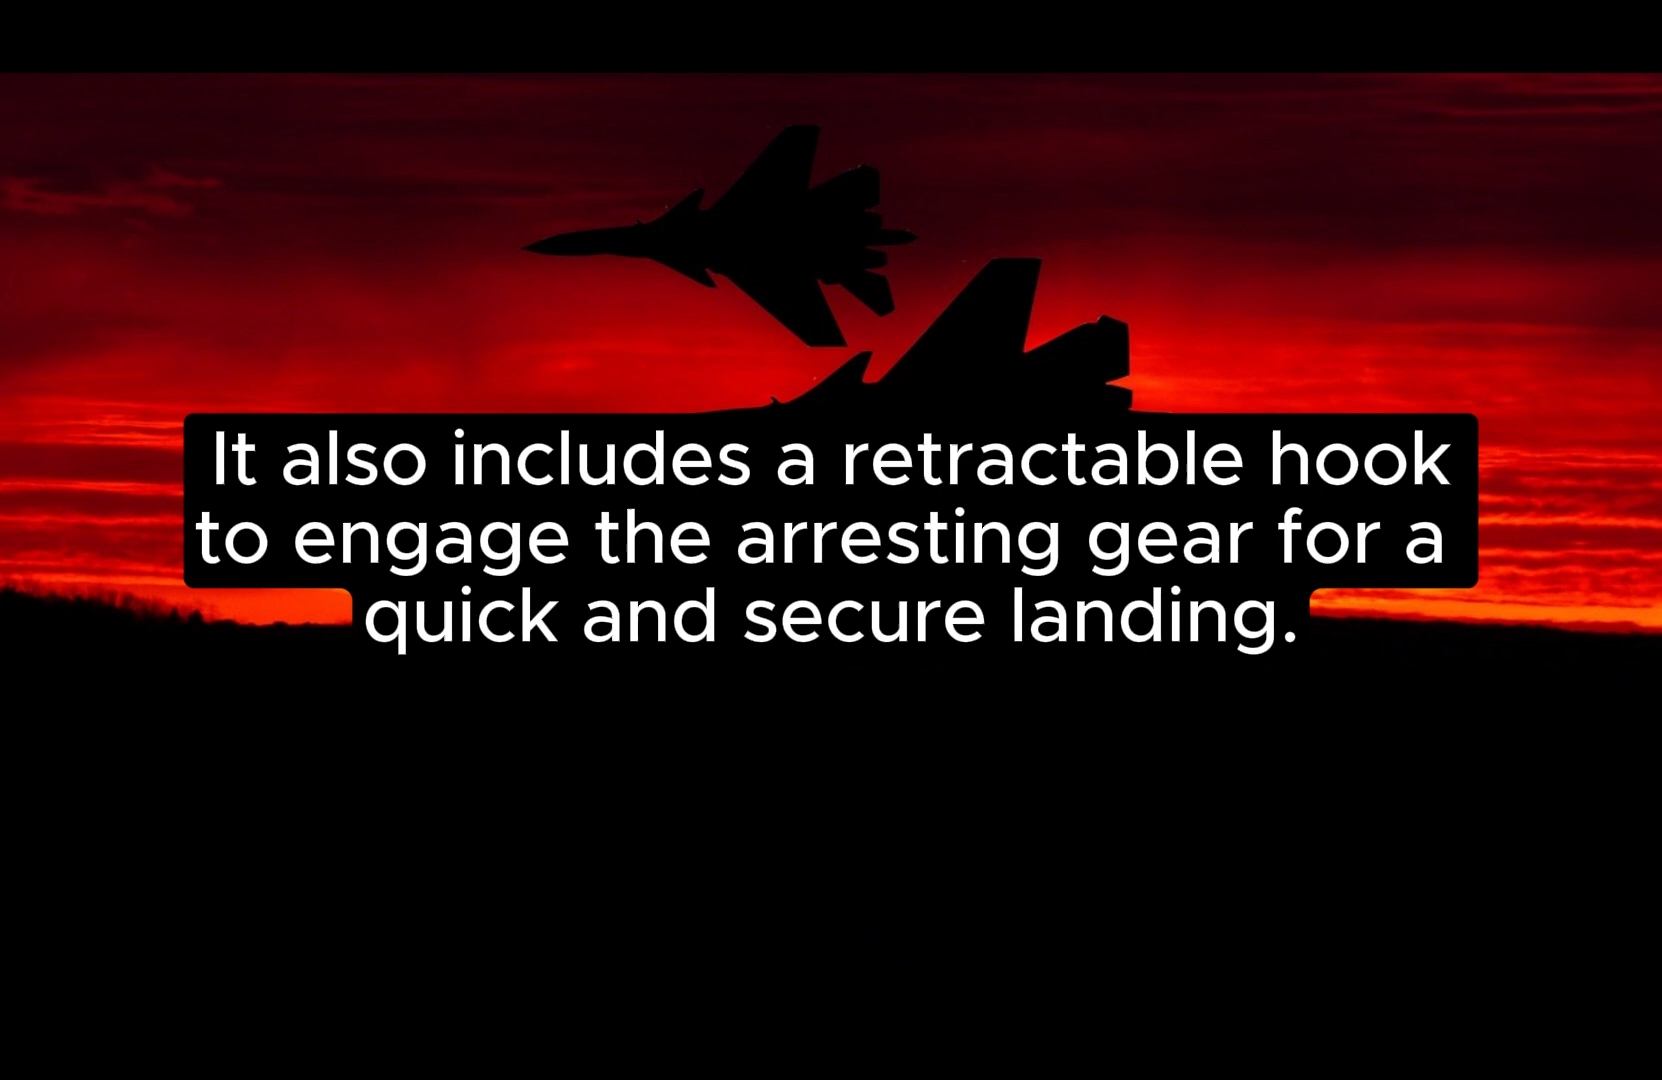 It also includes a retractable hook
to engage the arresting gear for a
quick and secure landing.